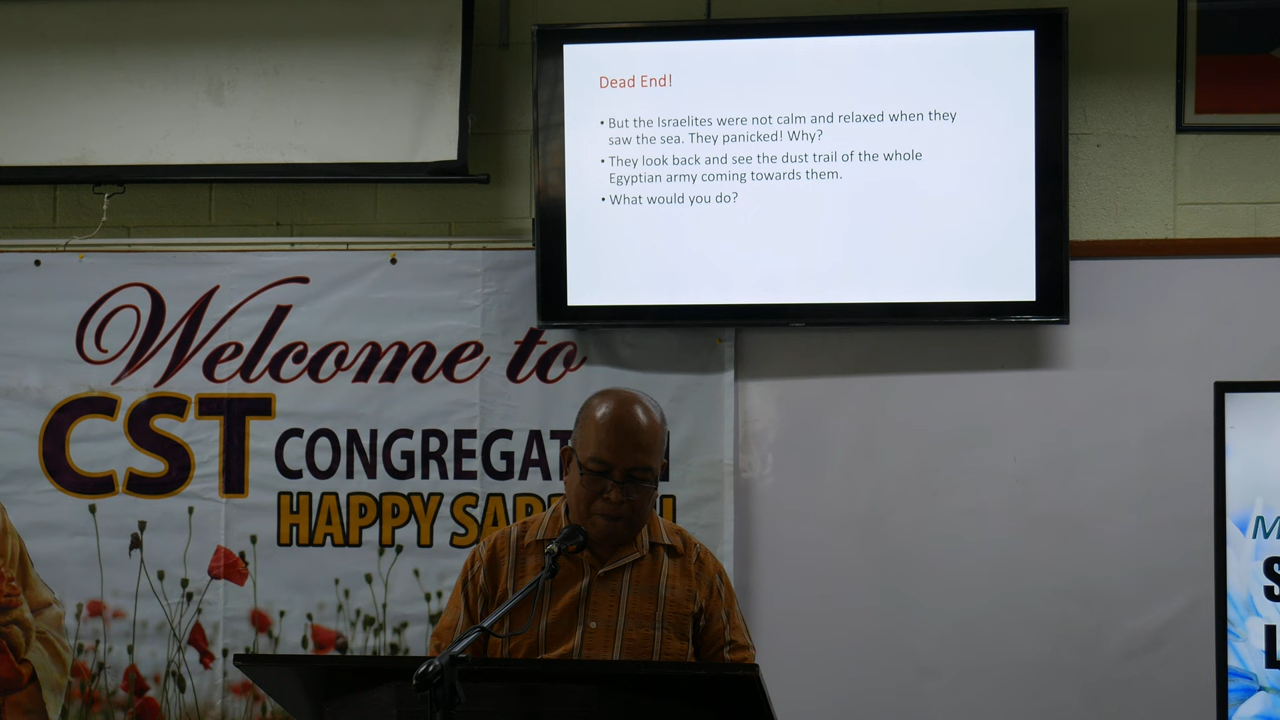 Dead End!
• But the Israelites were not calm and relaxed when they
saw the sea. They panicked! Why?
• They look back and see the dust trail of the whole
Egyptian army coming towards them.
• What would you do?
Welcome to
CST
HAPPY